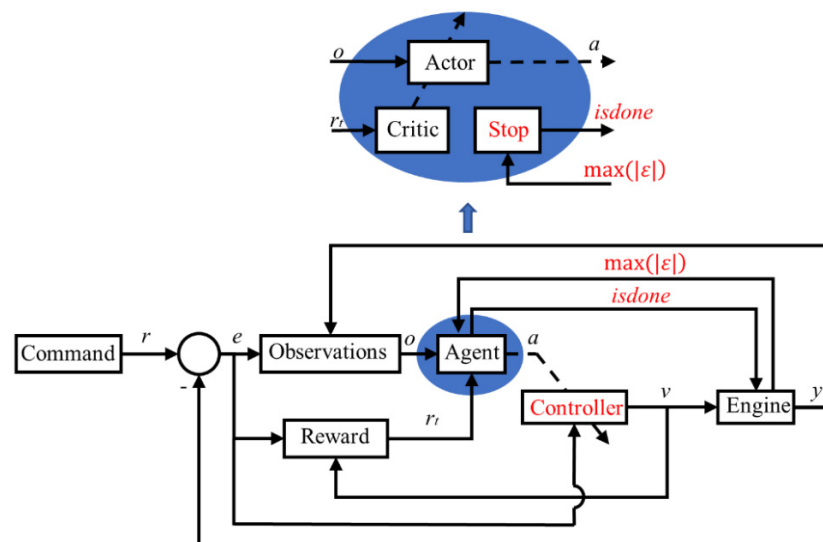 o
Actor
a
r_t
Critic
Stop
isdone
max(|ε|)
max(|ε|)
isdone
Command
r
e
Observations
o
Agent
a
-
Reward
r_t
Controller
v
Engine
y